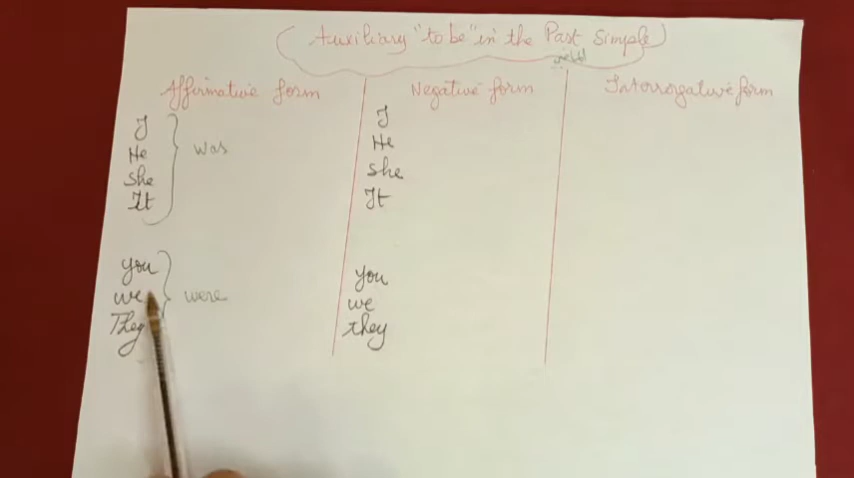 Auxiliary "to be" in the Past Simple
Affirmative form
Negative form
Interrogative form
I
He
she
It
was
you
we
They
were
I
He
she
It
you
we
they